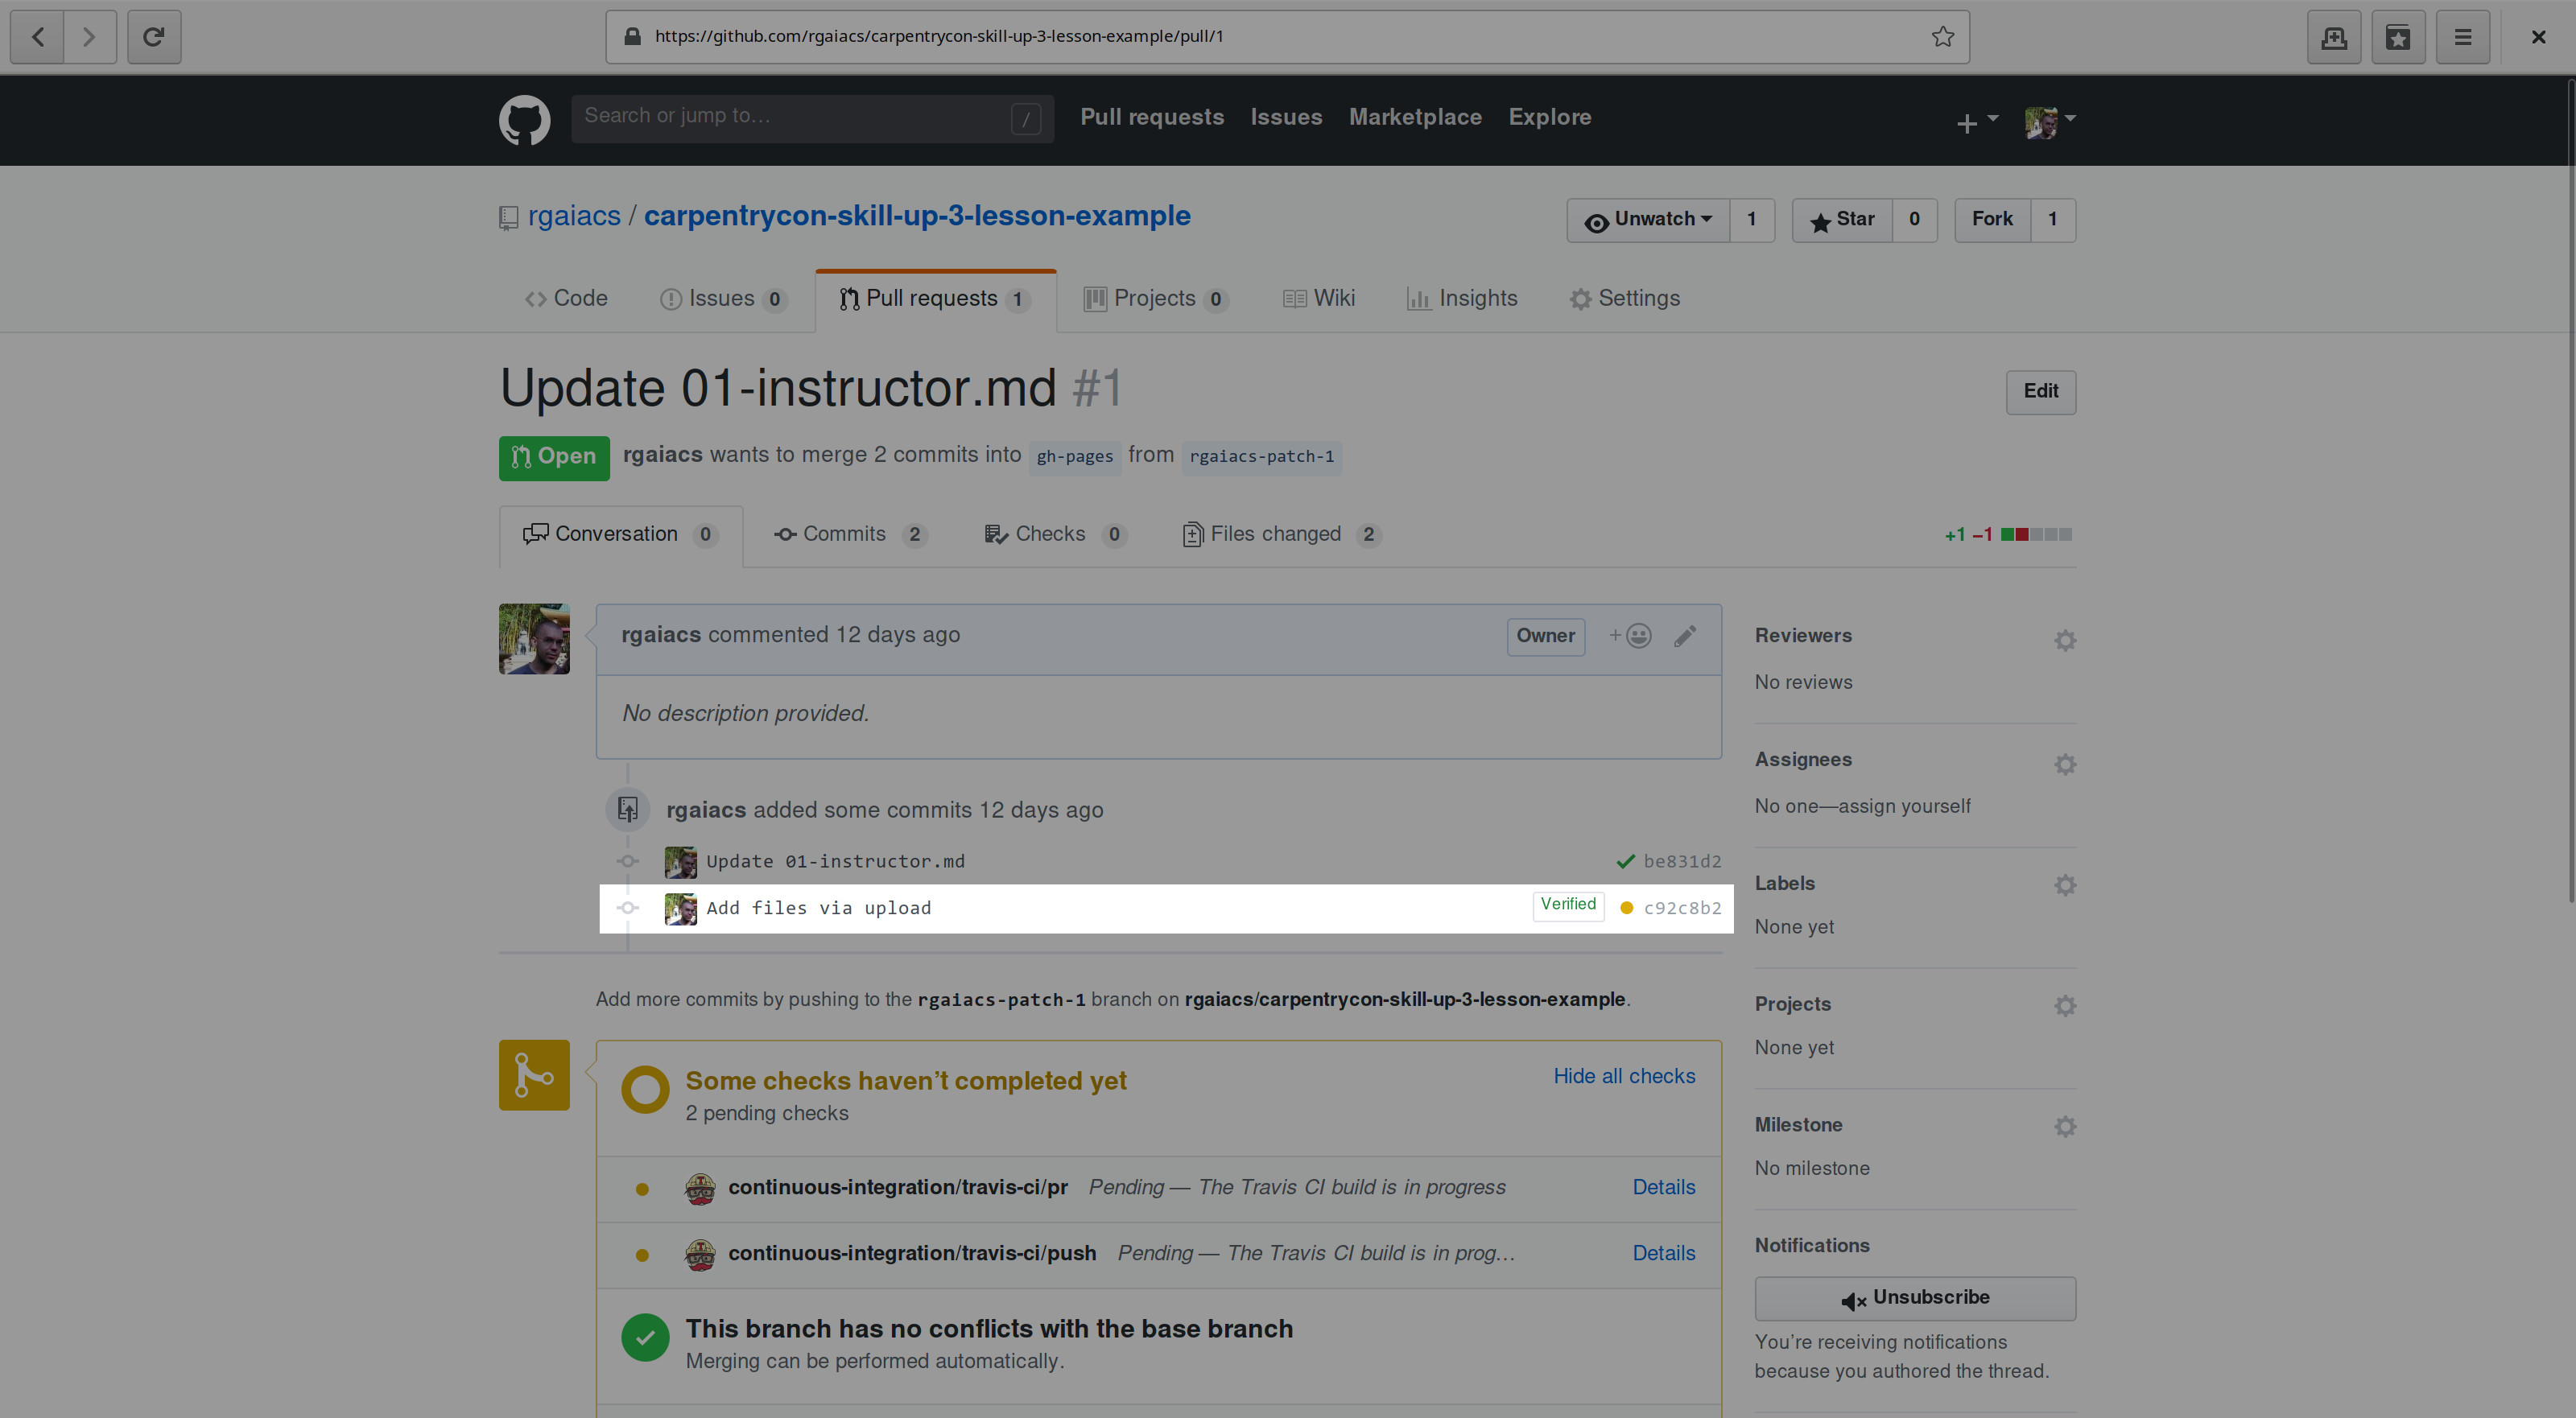 https://github.com/rgaiacs/carpentrycon-skill-up-3-lesson-example/pull/1
Search or jump to… / Pull requests Issues Marketplace Explore
rgaiacs / carpentrycon-skill-up-3-lesson-example Unwatch 1 Star 0 Fork 1
Code Issues 0 Pull requests 1 Projects 0 Wiki Insights Settings
Update 01-instructor.md #1 Edit
Open rgaiacs wants to merge 2 commits into gh-pages from rgaiacs-patch-1
Conversation 0 Commits 2 Checks 0 Files changed 2 +1 −1
rgaiacs commented 12 days ago Owner
No description provided.
rgaiacs added some commits 12 days ago
Update 01-instructor.md be831d2
Add files via upload Verified c92c8b2
Add more commits by pushing to the rgaiacs-patch-1 branch on rgaiacs/carpentrycon-skill-up-3-lesson-example.
Some checks haven’t completed yet Hide all checks
2 pending checks
continuous-integration/travis-ci/pr Pending — The Travis CI build is in progress Details
continuous-integration/travis-ci/push Pending — The Travis CI build is in prog… Details
This branch has no conflicts with the base branch
Merging can be performed automatically.
Reviewers
No reviews
Assignees
No one—assign yourself
Labels
None yet
Projects
None yet
Milestone
No milestone
Notifications
Unsubscribe
You’re receiving notifications
because you authored the thread.